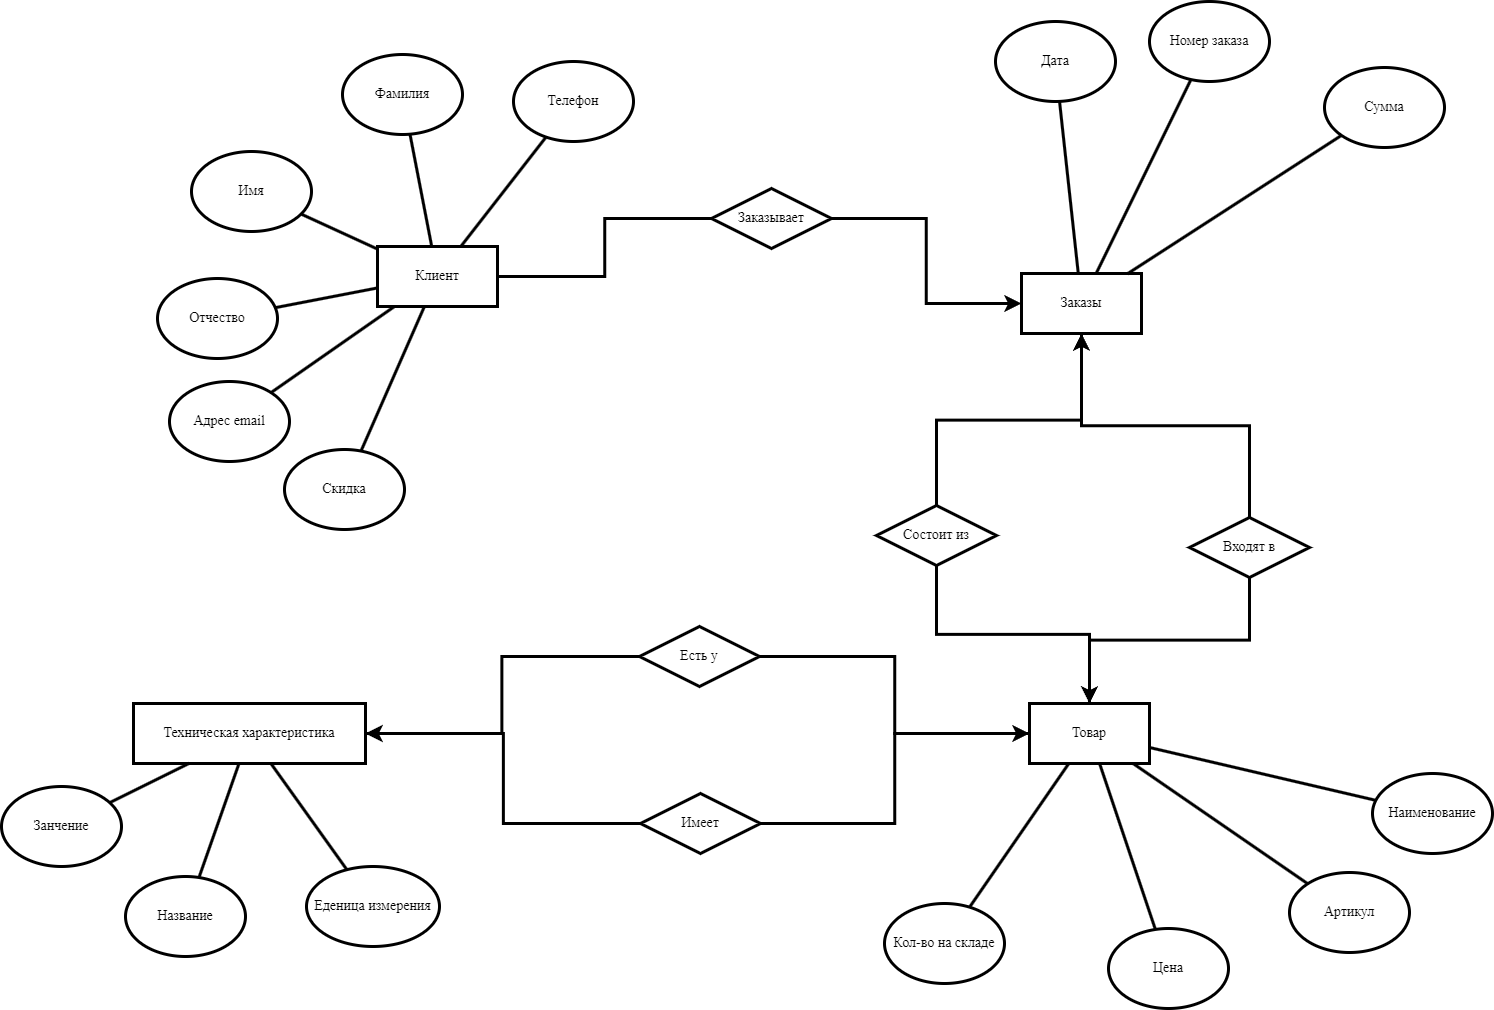 Номер заказа
Дата
Фамилия
Телефон
Сумма
Имя
Заказывает
Клиент
Заказы
Отчество
Адрес email
Скидка
Состоит из
Входят в
Есть у
Техническая характеристика
Товар
Занчение
Имеет
Наименование
Название
Еденица измерения
Артикул
Кол-во на складе
Цена